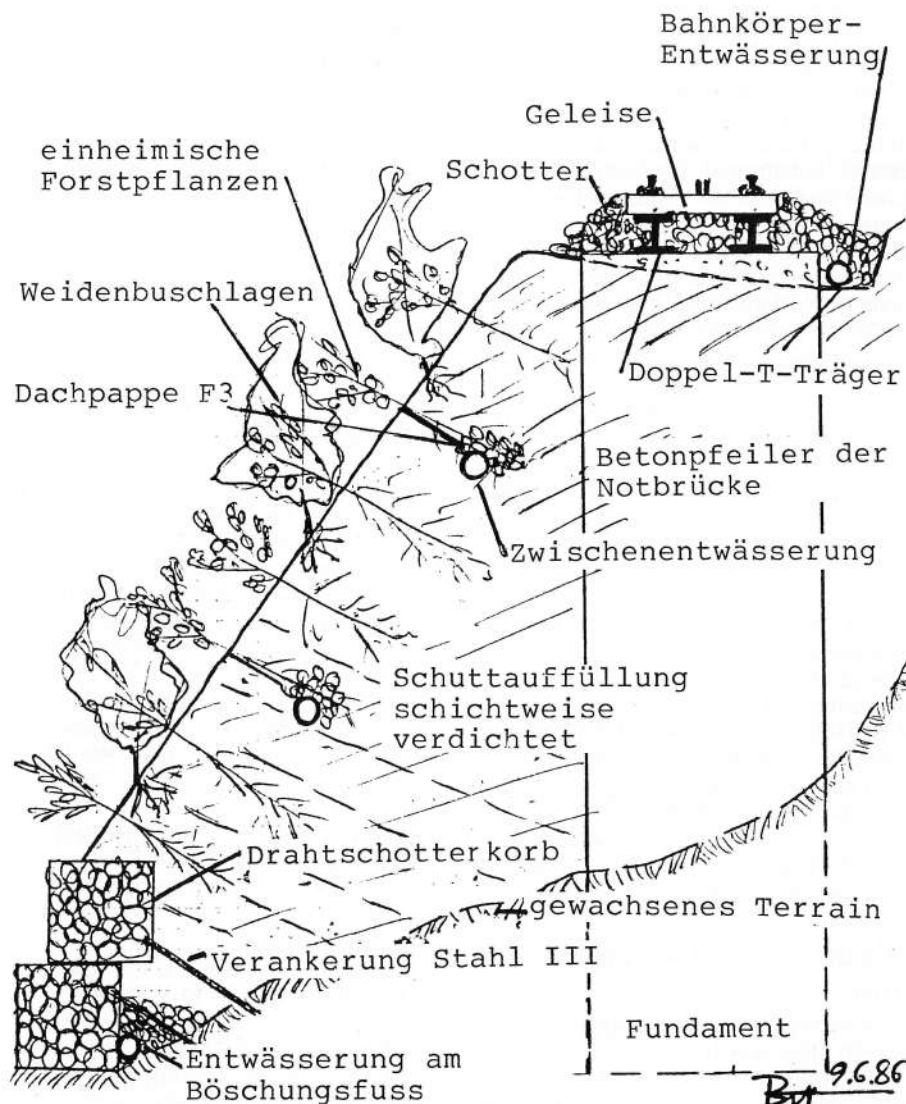 Bahnkörper-
Entwässerung
Geleise
einheimische
Forstpflanzen
Schotter
Weidenbuschlagen
Dachpappe F3
Doppel-T-Träger
Betonpfeiler der
Notbrücke
Zwischenentwässerung
Schuttauffüllung
schichtweise
verdichtet
Drahtschotterkorb
gewachsenes Terrain
Verankerung Stahl III
Fundament
Entwässerung am
Böschungsfuss
9.6.86